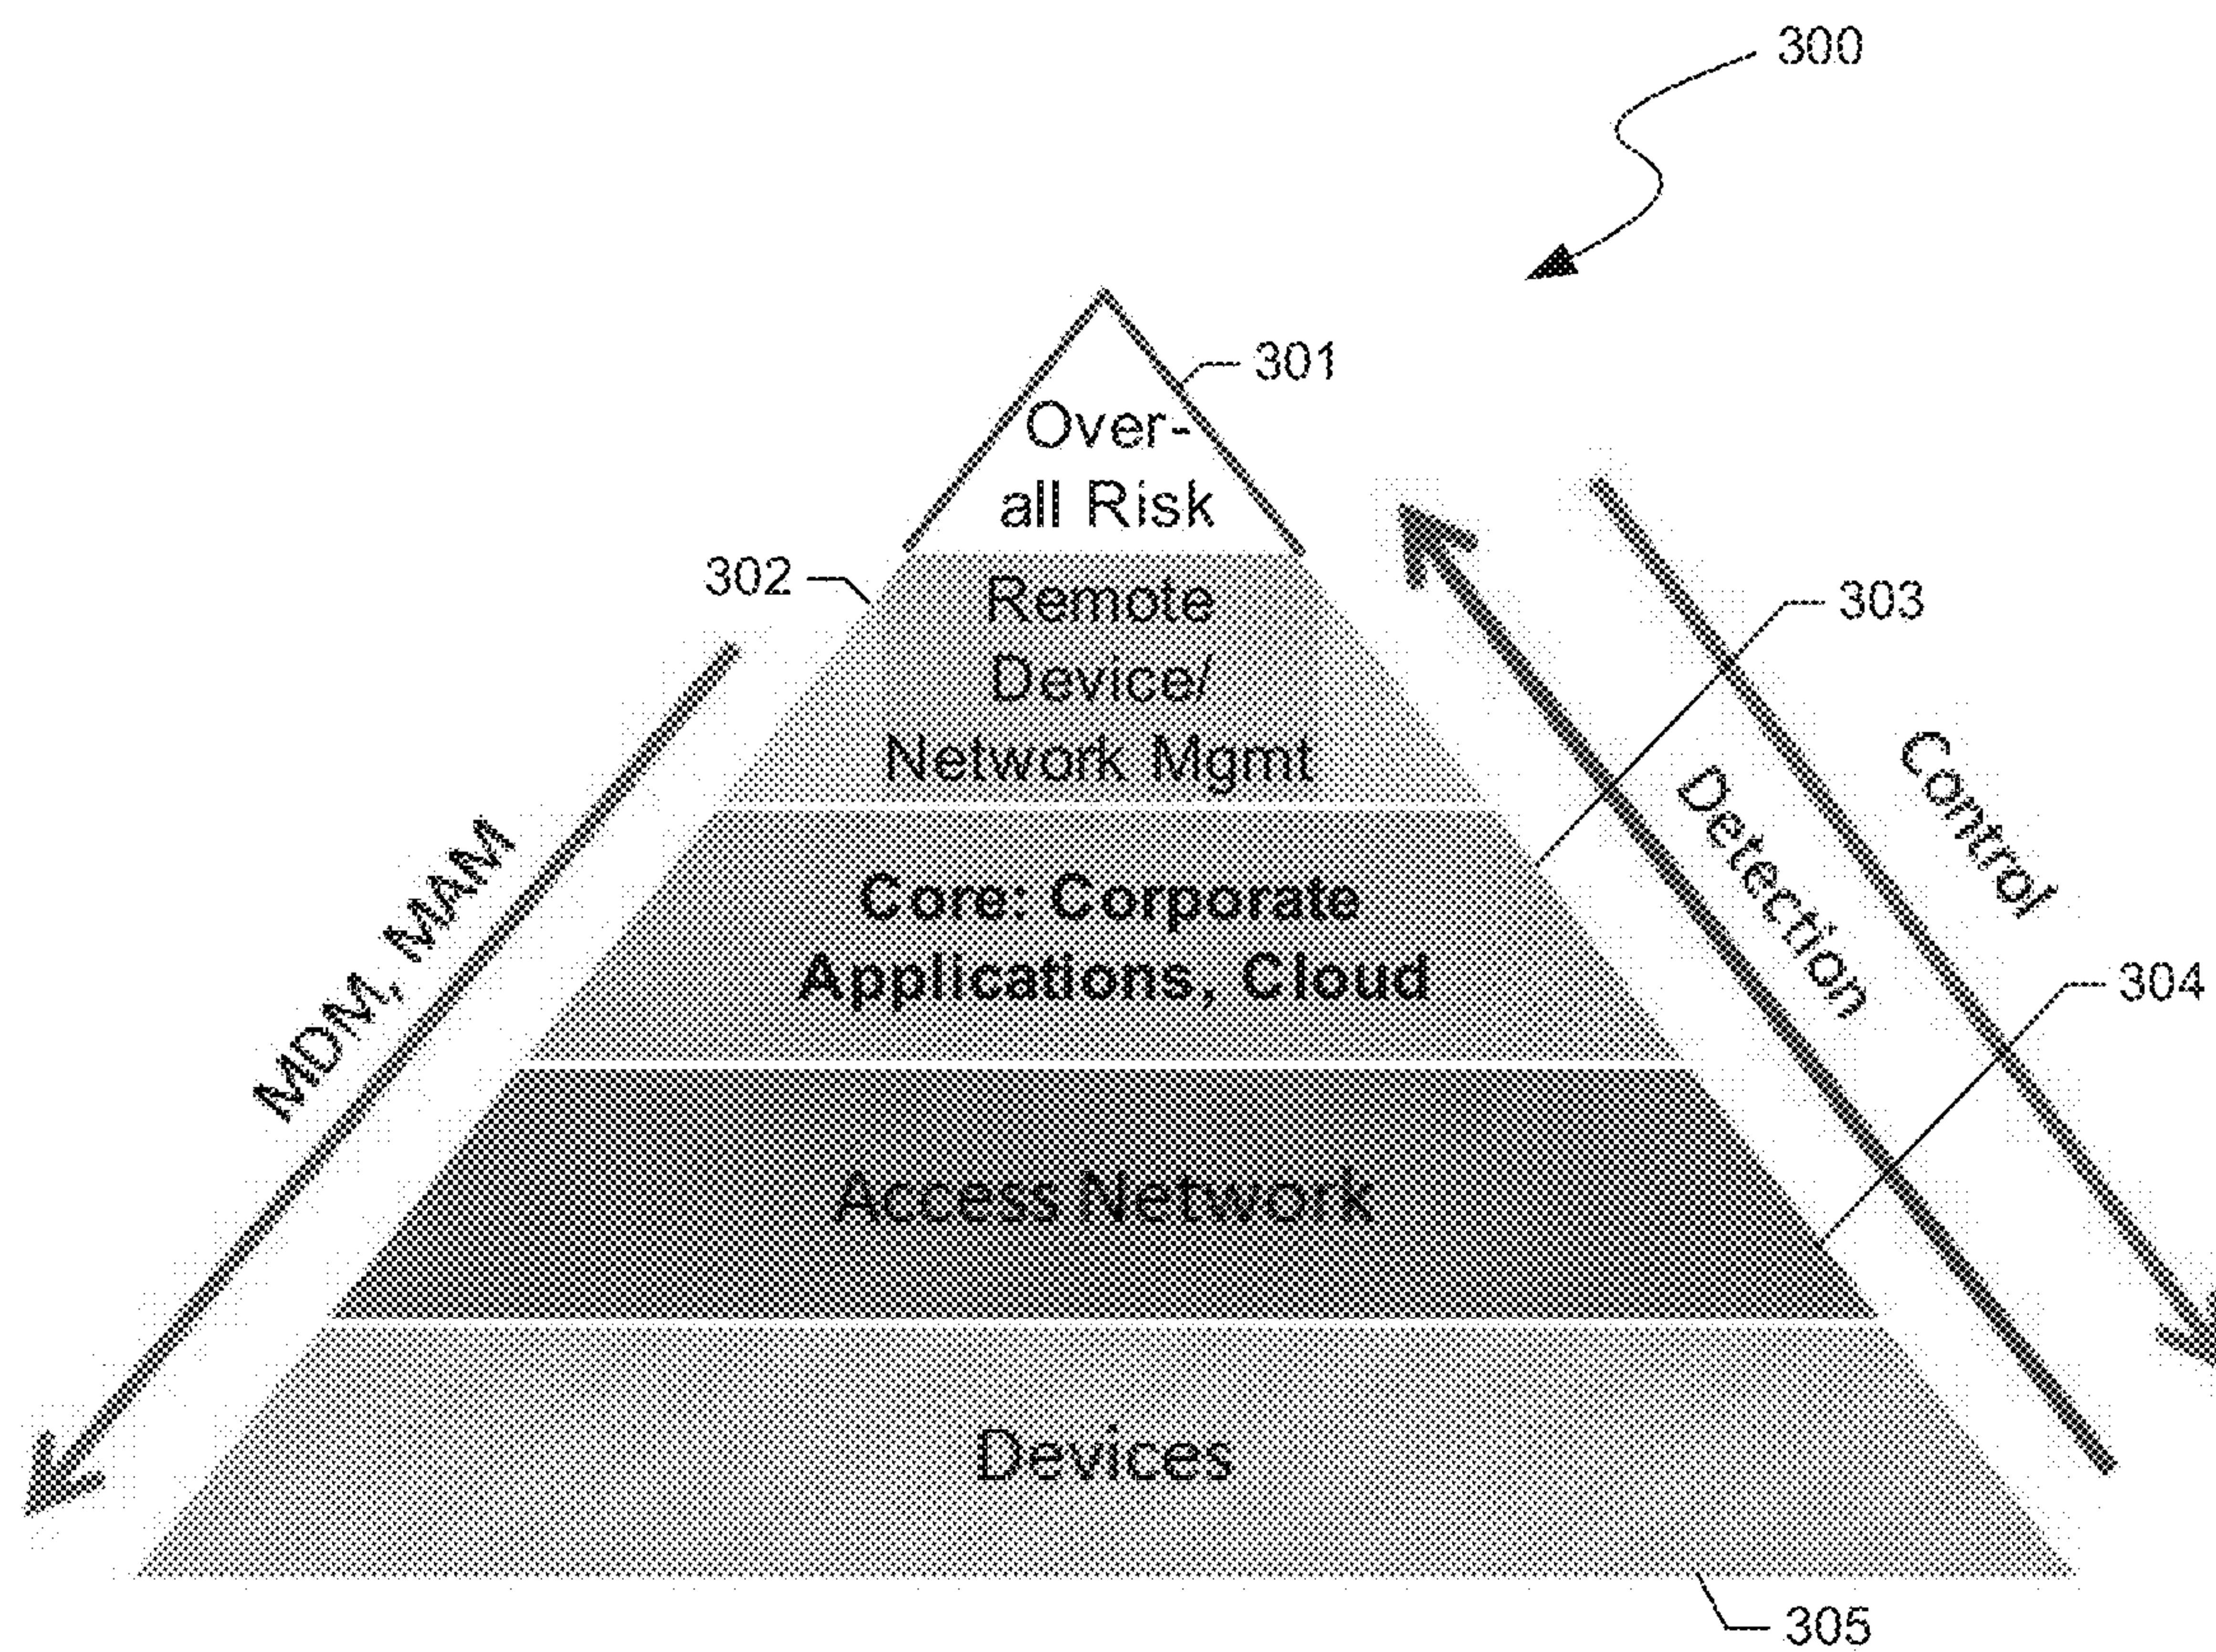 300
301
Over-
all Risk
302
Remote
Device/
Network Mgmt
303
Control
Detection
MDM, MAM
Core: Corporate
Applications, Cloud
304
Access Network
Devices
305